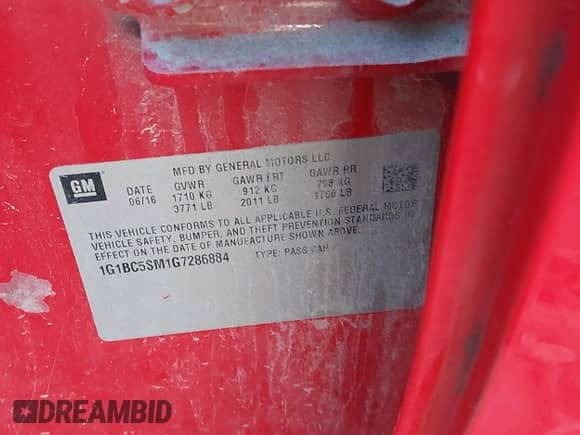 GM
MFD BY GENERAL MOTORS LLC
DATE GVWR GAWR FRT GAWR RR
06/16 1710 KG 912 KG 798 KG
3771 LB 2011 LB 1760 LB
THIS VEHICLE CONFORMS TO ALL APPLICABLE U.S. FEDERAL MOTOR
VEHICLE SAFETY, BUMPER, AND THEFT PREVENTION STANDARDS IN
EFFECT ON THE DATE OF MANUFACTURE SHOWN ABOVE.
1G1BC5SM1G7286884 TYPE: PASS CAR
DREAMBID